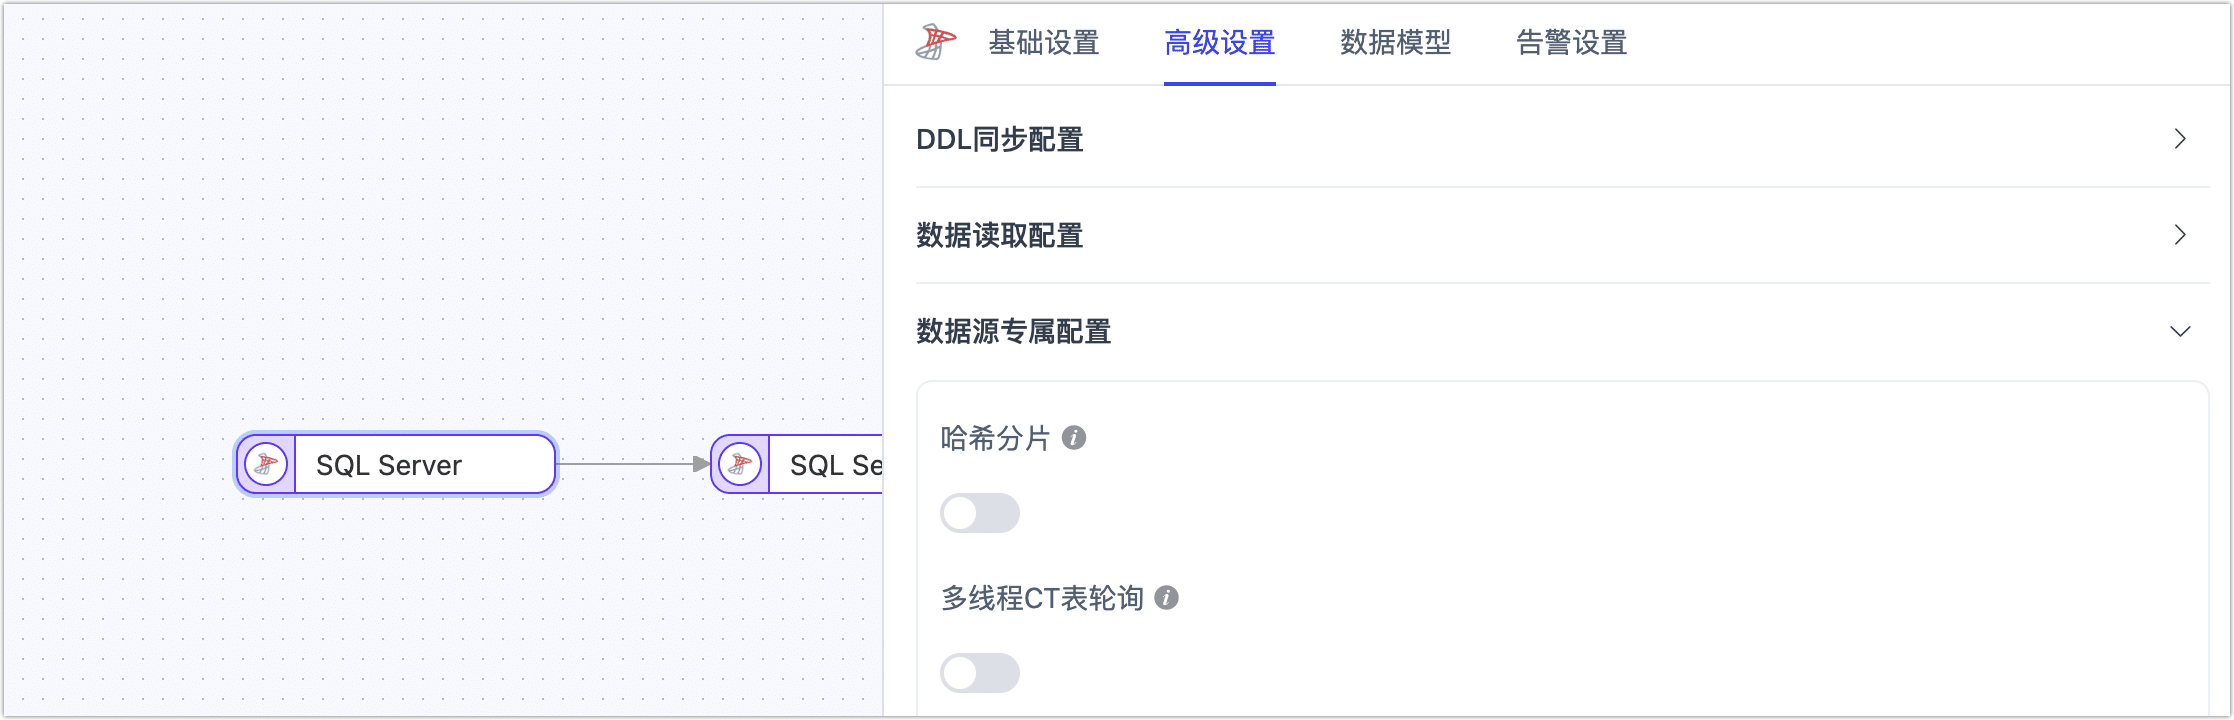 基础设置
高级设置
数据模型
告警设置
DDL同步配置
数据读取配置
数据源专属配置
哈希分片
多线程CT表轮询
SQL Server
SQL Se